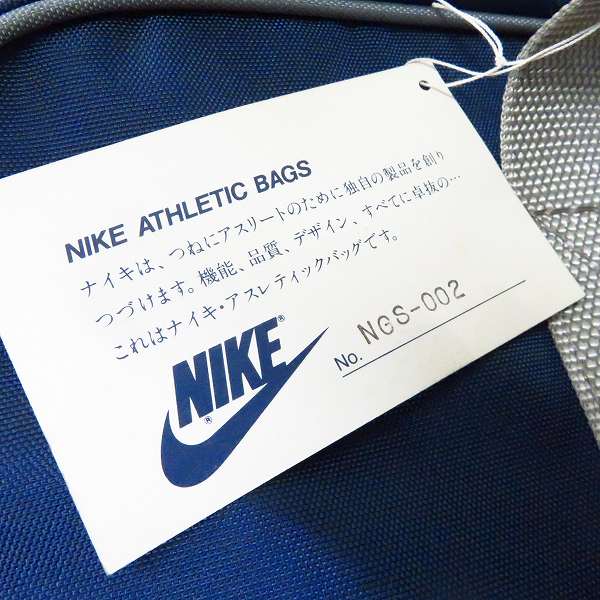 NIKE ATHLETIC BAGS
ナイキは、つねにアスリートのために独自の製品を創り
つづけます。機能、品質、デザイン、すべてに卓抜の…
これはナイキ・アスレティックバッグです。
NIKE®
®
No. NGS-002